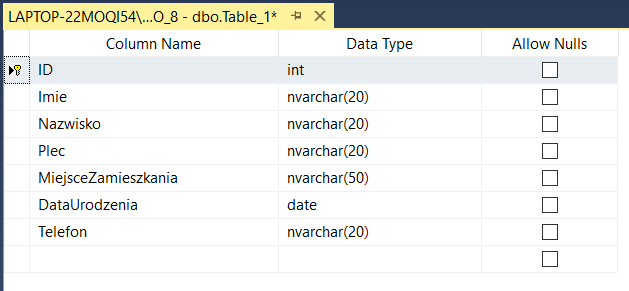 LAPTOP-22MOQI54\...O_8 - dbo.Table_1*
Column Name Data Type Allow Nulls
ID int
Imie nvarchar(20)
Nazwisko nvarchar(20)
Plec nvarchar(20)
MiejsceZamieszkania nvarchar(50)
DataUrodzenia date
Telefon nvarchar(20)